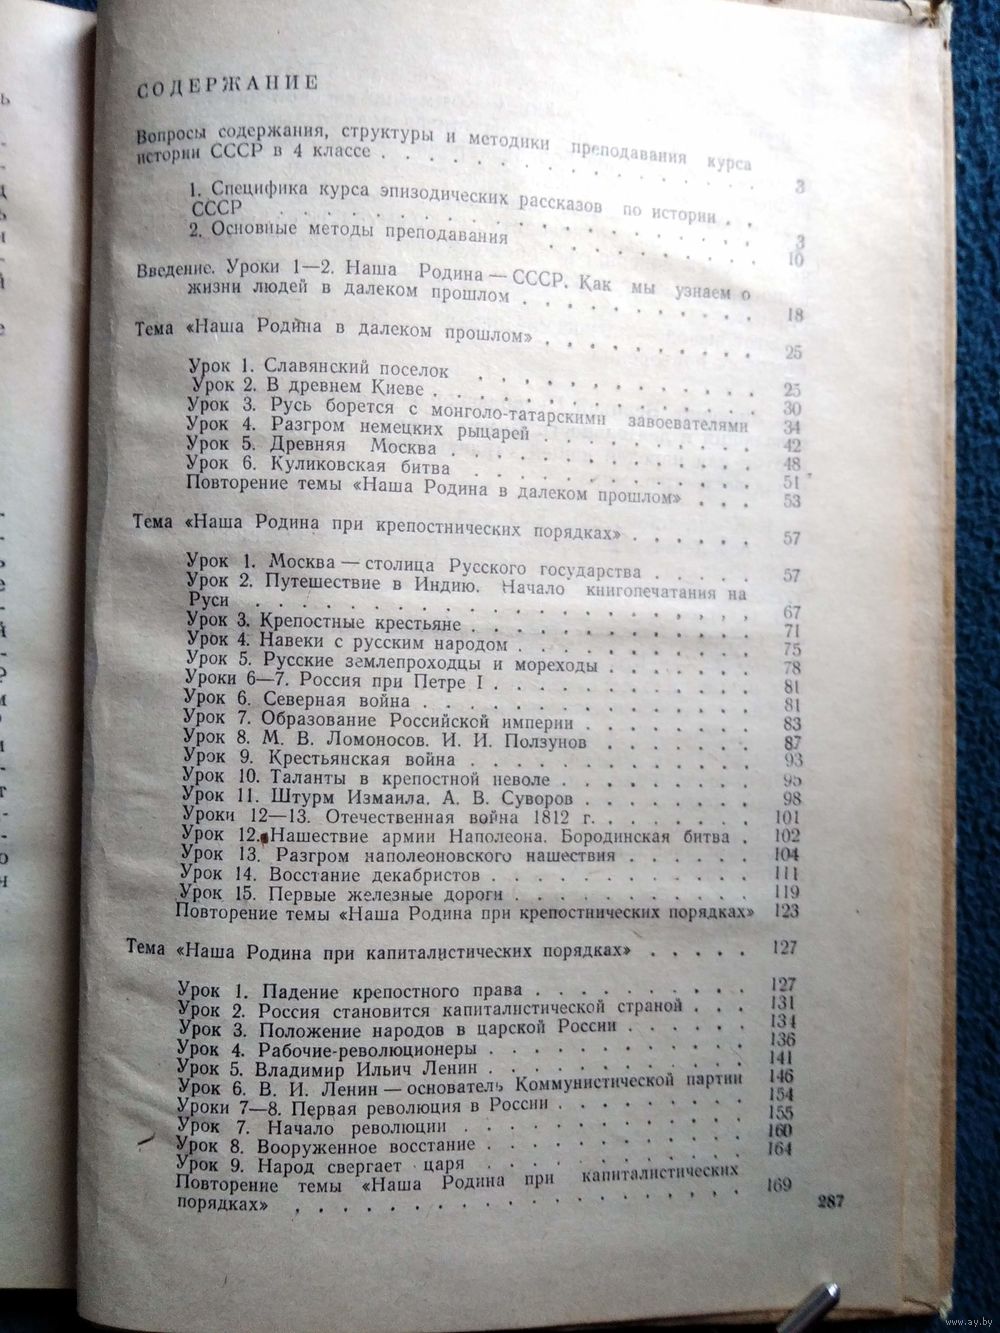 СОДЕРЖАНИЕ
Вопросы содержания, структуры и методики преподавания курса
истории СССР в 4 классе . . . . . . . . . . . . . . 3
1. Специфика курса эпизодических рассказов по истории . .
СССР . . . . . . . . . . . . . . . . 3
2. Основные методы преподавания . . . . . . . . 10
Введение. Уроки 1—2. Наша Родина — СССР. Как мы узнаем о
жизни людей в далеком прошлом . . . . . . . . . 18
Тема «Наша Родина в далеком прошлом» . . . . . . . . 25
Урок 1. Славянский поселок . . . . . . . . . . 25
Урок 2. В древнем Киеве . . . . . . . . . . . 30
Урок 3. Русь борется с монголо-татарскими завоевателями 34
Урок 4. Разгром немецких рыцарей . . . . . . . . 42
Урок 5. Древняя Москва . . . . . . . . . . . 48
Урок 6. Куликовская битва . . . . . . . . . . 51
Повторение темы «Наша Родина в далеком прошлом» . . . 53
Тема «Наша Родина при крепостнических порядках» . . . . . . 57
Урок 1. Москва — столица Русского государства . . . . . 57
Урок 2. Путешествие в Индию. Начало книгопечатания на
Руси . . . . . . . . . . . . . . . . 67
Урок 3. Крепостные крестьяне . . . . . . . . . . 71
Урок 4. Навеки с русским народом . . . . . . . . . 75
Урок 5. Русские землепроходцы и мореходы . . . . . . 78
Уроки 6—7. Россия при Петре I . . . . . . . . . . 81
Урок 6. Северная война . . . . . . . . . . . . 81
Урок 7. Образование Российской империи . . . . . . . 83
Урок 8. М. В. Ломоносов. И. И. Ползунов . . . . . . . 87
Урок 9. Крестьянская война . . . . . . . . . . . 93
Урок 10. Таланты в крепостной неволе . . . . . . . . 95
Урок 11. Штурм Измаила. А. В. Суворов . . . . . . . 98
Уроки 12—13. Отечественная война 1812 г. . . . . . . . 101
Урок 12. Нашествие армии Наполеона. Бородинская битва . 102
Урок 13. Разгром наполеоновского нашествия . . . . . . 104
Урок 14. Восстание декабристов . . . . . . . . . . 111
Урок 15. Первые железные дороги . . . . . . . . . 119
Повторение темы «Наша Родина при крепостнических порядках» 123
Тема «Наша Родина при капиталистических порядках» . . . . . 127
Урок 1. Падение крепостного права . . . . . . . . . 127
Урок 2. Россия становится капиталистической страной . . . 131
Урок 3. Положение народов в царской России . . . . . . 134
Урок 4. Рабочие-революционеры . . . . . . . . . . 136
Урок 5. Владимир Ильич Ленин . . . . . . . . . . 141
Урок 6. В. И. Ленин — основатель Коммунистической партии 146
Уроки 7—8. Первая революция в России . . . . . . . . 154
Урок 7. Начало революции . . . . . . . . . . . 155
Урок 8. Вооруженное восстание . . . . . . . . . . 160
Урок 9. Народ свергает царя . . . . . . . . . . 164
Повторение темы «Наша Родина при капиталистических
порядках» . . . . . . . . . . . . . . . 169
287
www.ay.by